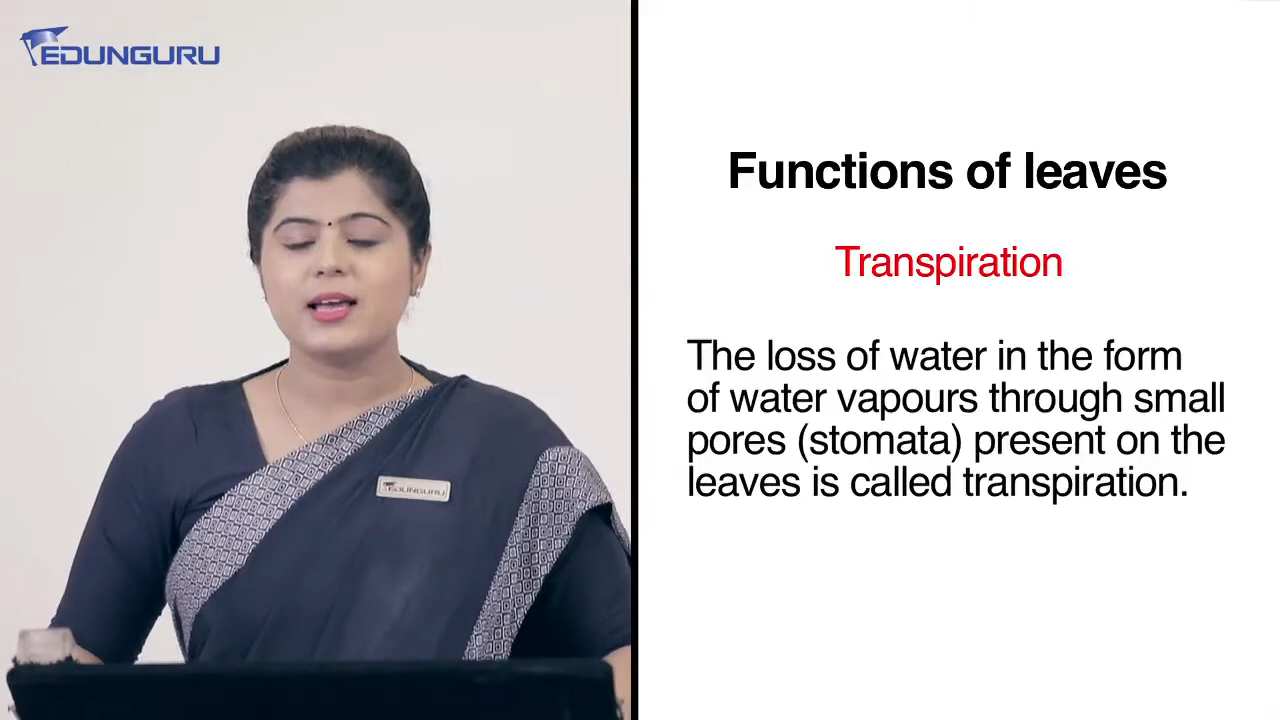 EDUNGURU
Functions of leaves
Transpiration
The loss of water in the form
of water vapours through small
pores (stomata) present on the
leaves is called transpiration.
EDUNGURU